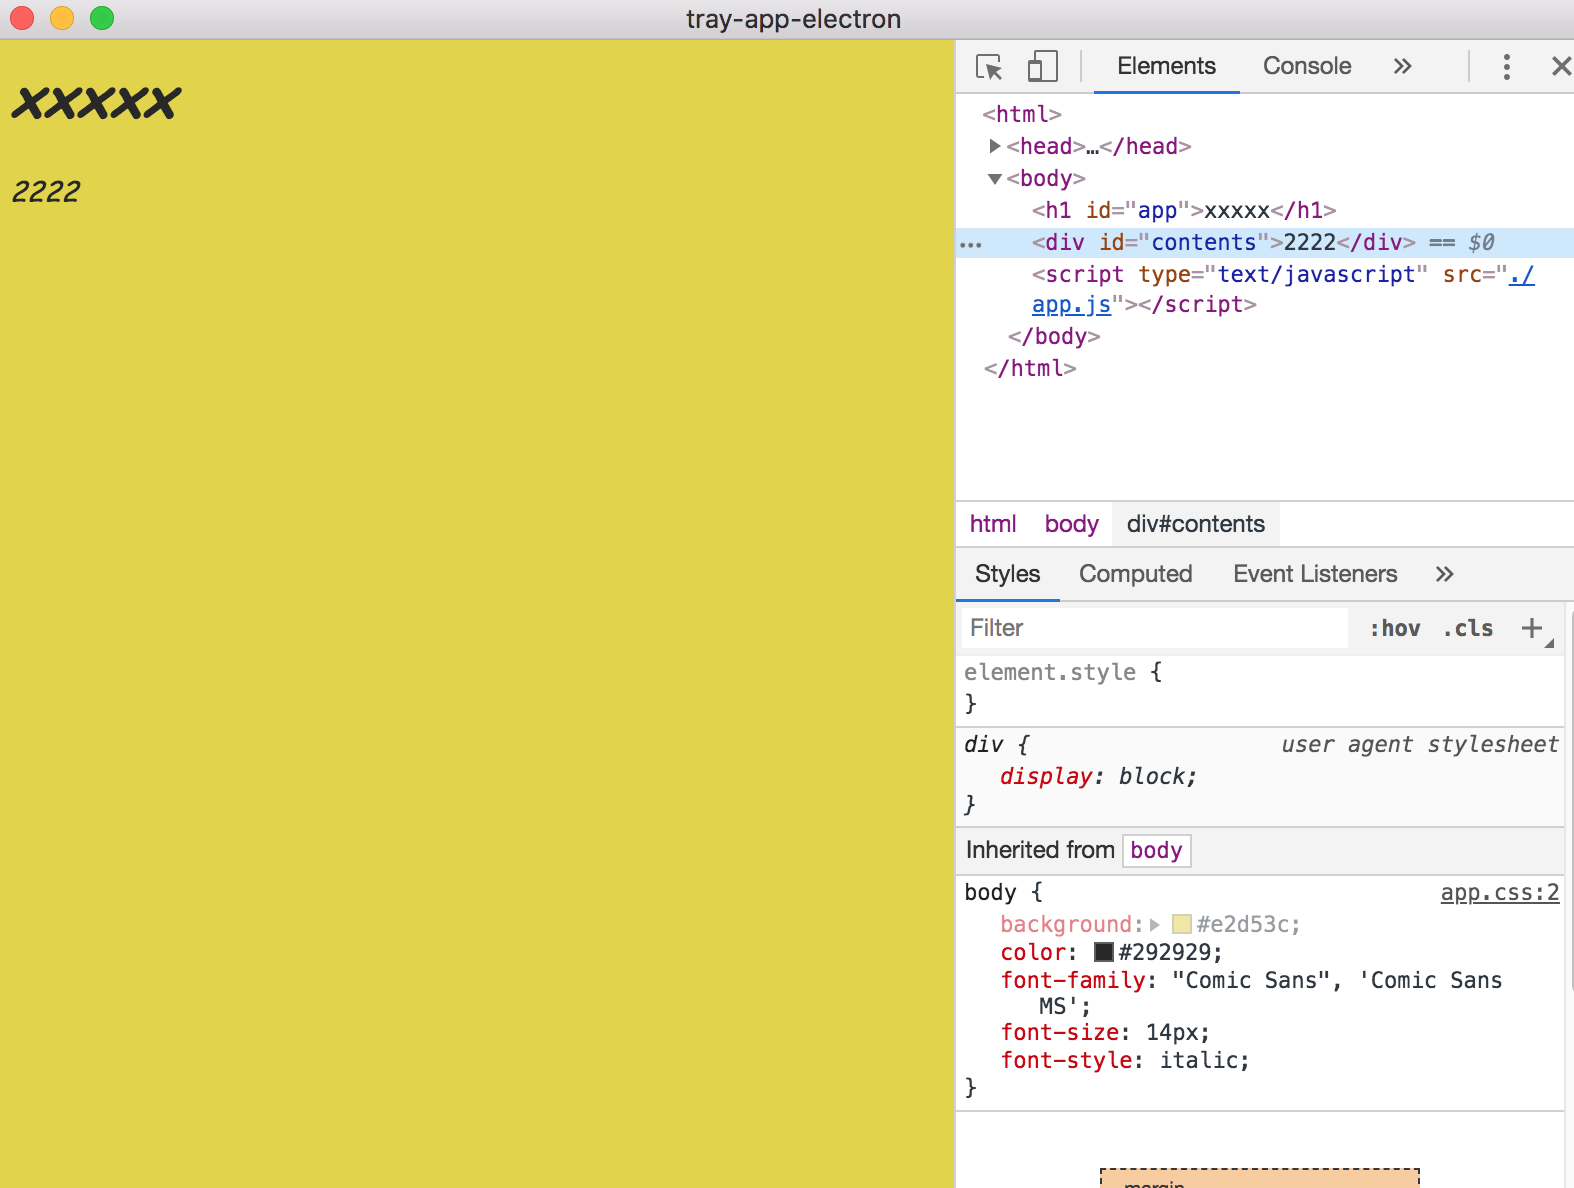 tray-app-electron
xxxxx
2222
Elements Console »
<html>
<head>…</head>
<body>
<h1 id="app">xxxxx</h1>
… <div id="contents">2222</div> == $0
<script type="text/javascript" src="./
app.js"></script>
</body>
</html>
html body div#contents
Styles Computed Event Listeners »
Filter :hov .cls +
element.style {
}
div { user agent stylesheet
display: block;
}
Inherited from body
body { app.css:2
background: #e2d53c;
color: #292929;
font-family: "Comic Sans", 'Comic Sans
MS';
font-size: 14px;
font-style: italic;
}
margin